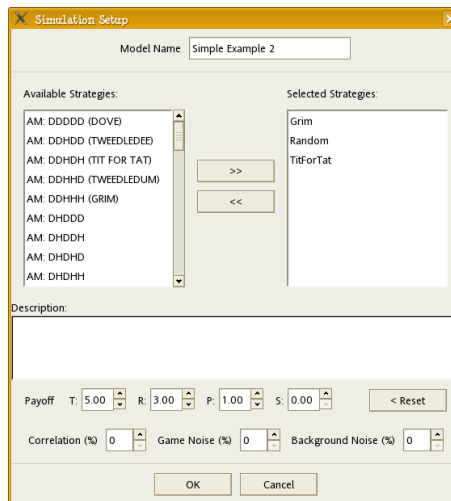 Simulation Setup
Model Name Simple Example 2
Available Strategies:
AM: DDDDD (DOVE)
AM: DDHDD (TWEEDLEDEE)
AM: DDHDH (TIT FOR TAT)
AM: DDHHD (TWEEDLEDUM)
AM: DDHHH (GRIM)
AM: DHDDD
AM: DHDDH
AM: DHDHD
AM: DHDHH
>>
<<
Selected Strategies:
Grim
Random
TitForTat
Description:
Payoff T: 5.00 R: 3.00 P: 1.00 S: 0.00 < Reset
Correlation (%) 0 Game Noise (%) 0 Background Noise (%) 0
OK Cancel